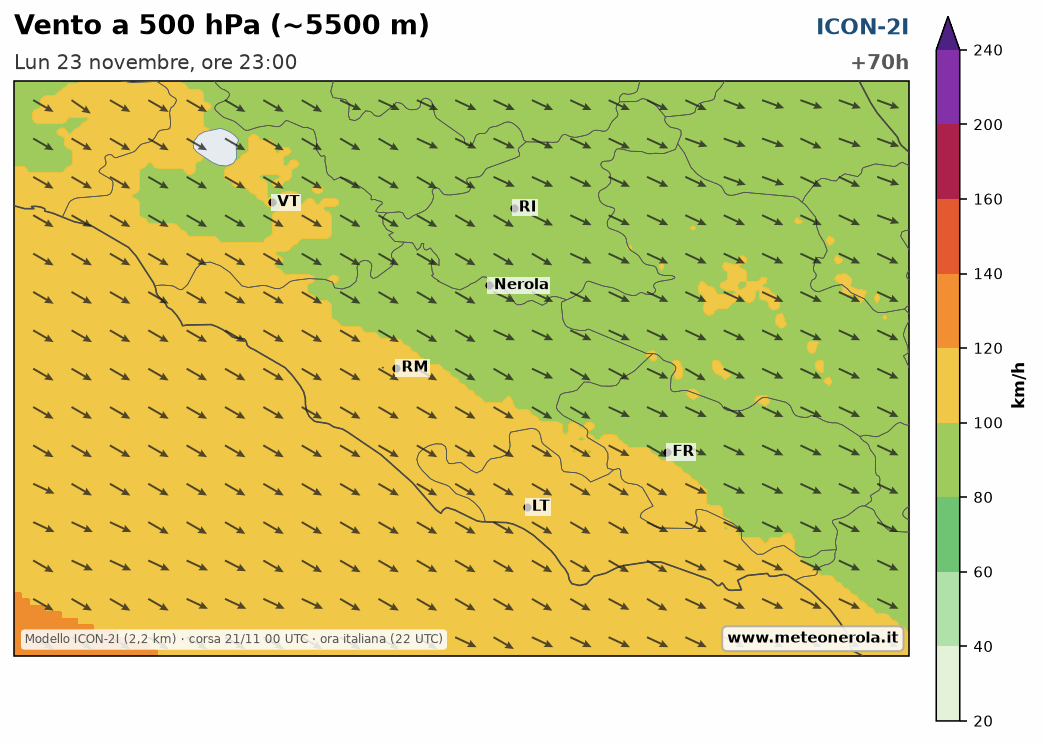 Vento a 500 hPa (~5500 m)
ICON-2I
Lun 23 novembre, ore 23:00
+70h
240
200
160
140
120
100
80
60
40
20
km/h
VT
RI
Nerola
RM
FR
LT
Modello ICON-2I (2,2 km) · corsa 21/11 00 UTC · ora italiana (22 UTC)
www.meteonerola.it